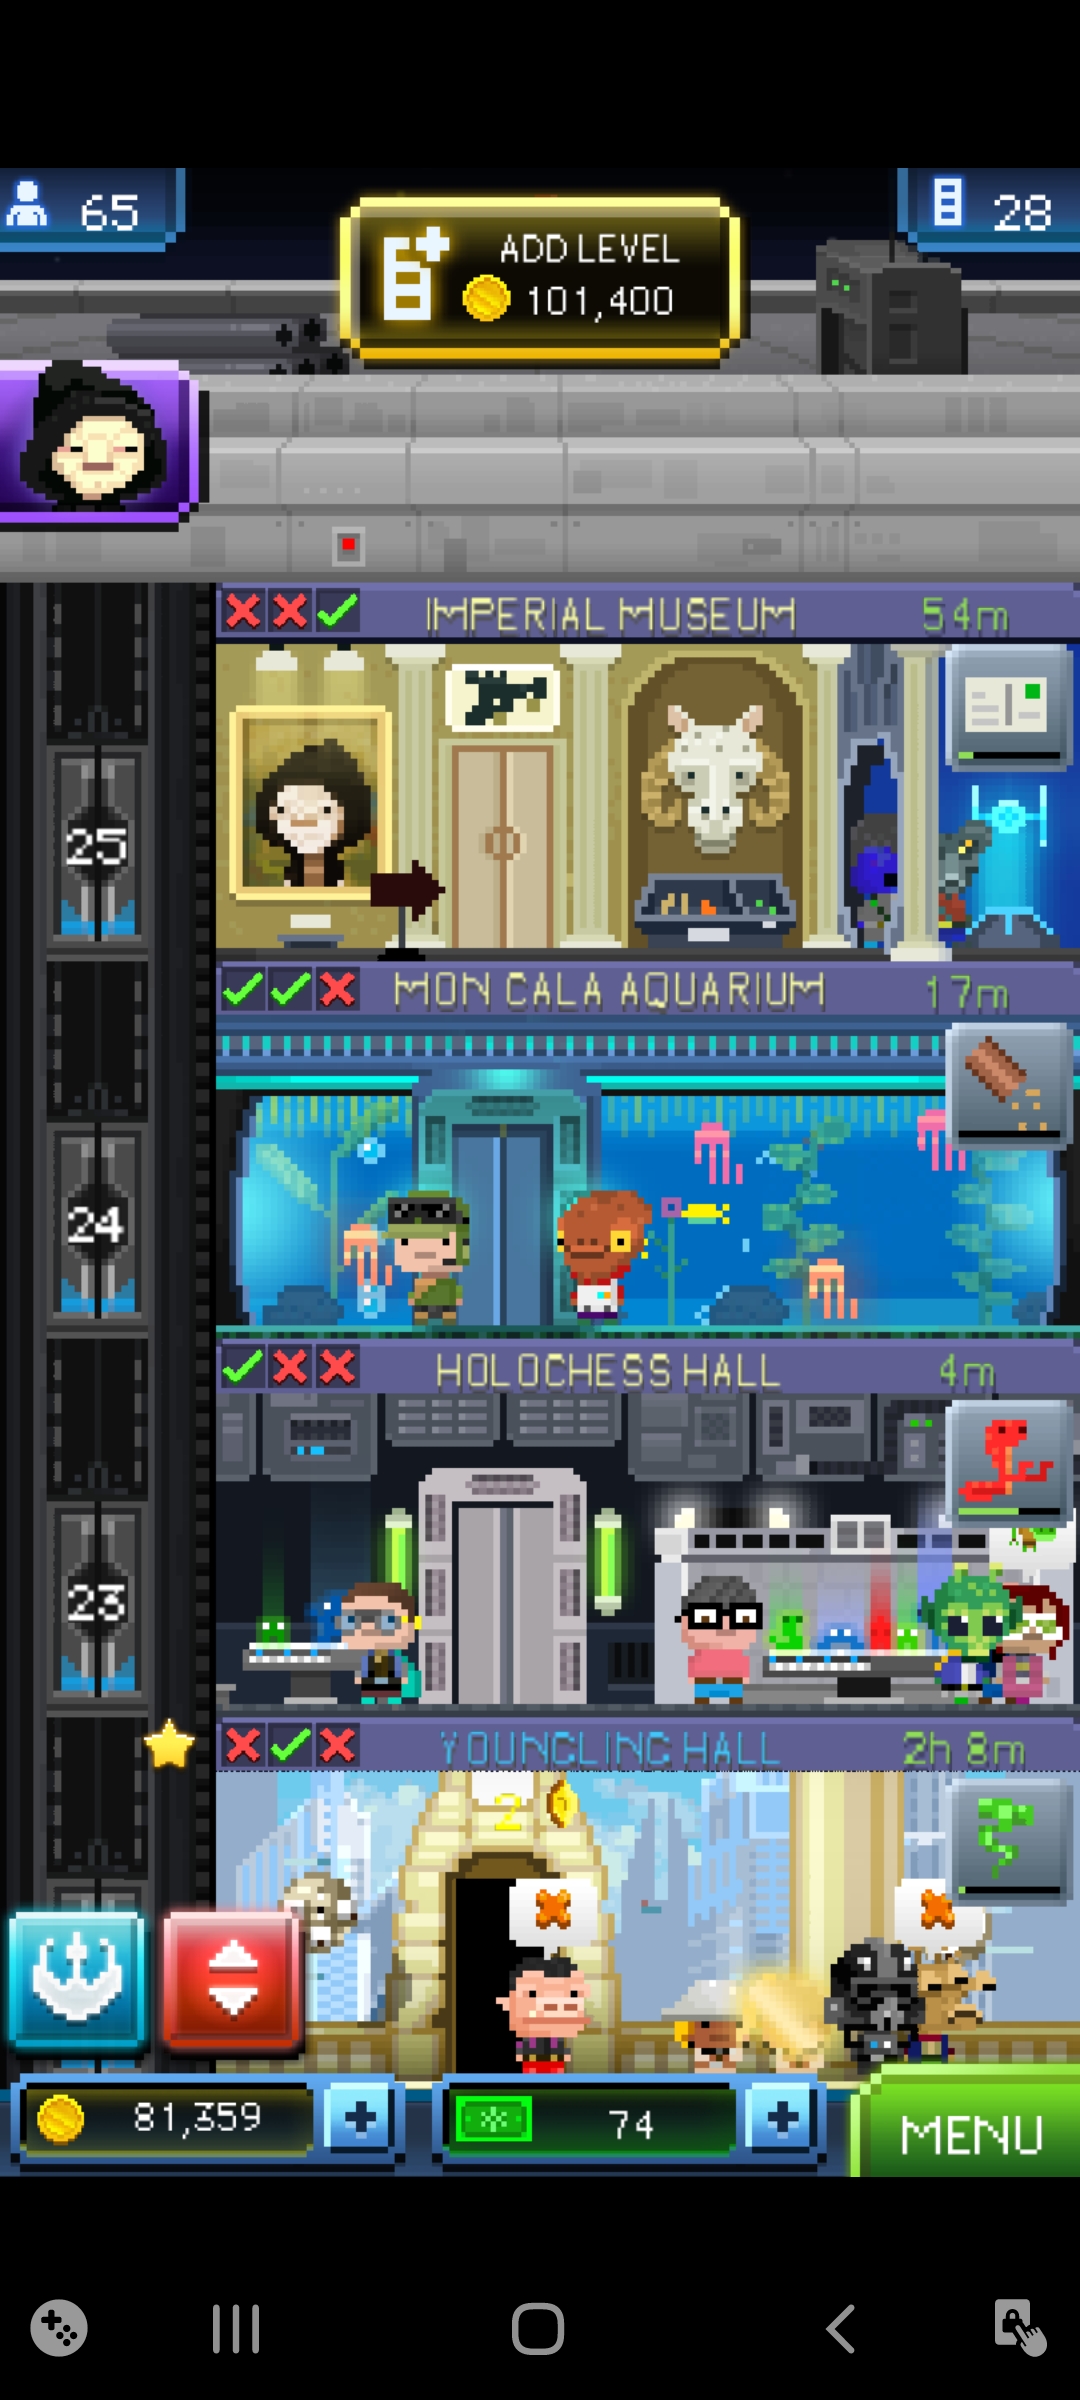 65
ADD LEVEL
101,400
28
IMPERIAL MUSEUM 54m
25
MON CALA AQUARIUM 17m
24
HOLOCHESS HALL 4m
23
YOUNGLING HALL 2h 8m
2
81,359
74
MENU